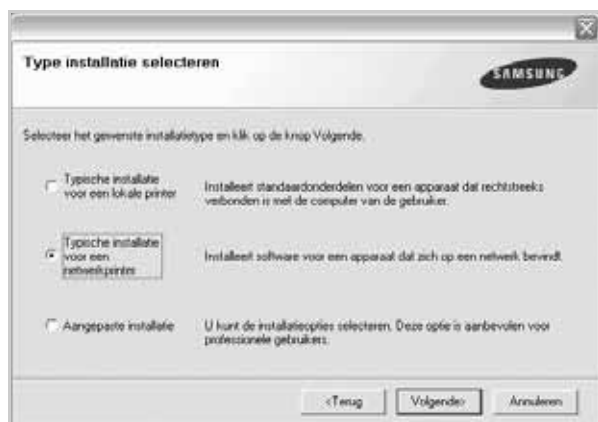 Type installatie selecteren
SAMSUNG
Selecteer het gewenste installatietype en klik op de knop Volgende.
Typische installatie
voor een lokale printer
Installeert standaardonderdelen voor een apparaat dat rechtstreeks
verbonden is met de computer van de gebruiker.
Typische installatie
voor een
netwerkprinter
Installeert software voor een apparaat dat zich op een netwerk bevindt.
Aangepaste installatie
U kunt de installatieopties selecteren. Deze optie is aanbevolen voor
professionele gebruikers.
<Terug
Volgende>
Annuleren